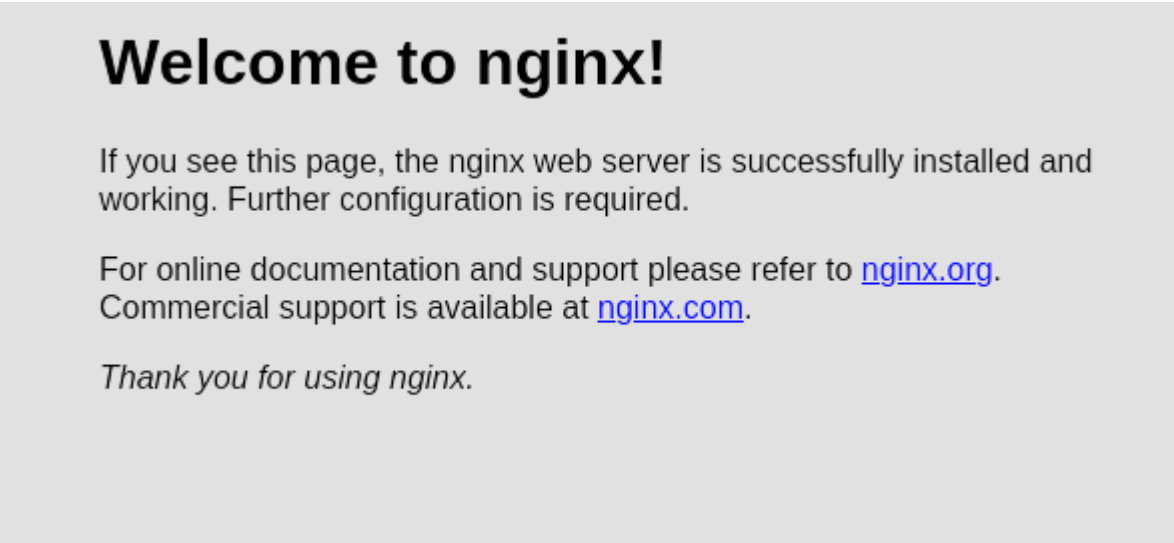 Welcome to nginx!
If you see this page, the nginx web server is successfully installed and
working. Further configuration is required.
For online documentation and support please refer to nginx.org.
Commercial support is available at nginx.com.
Thank you for using nginx.